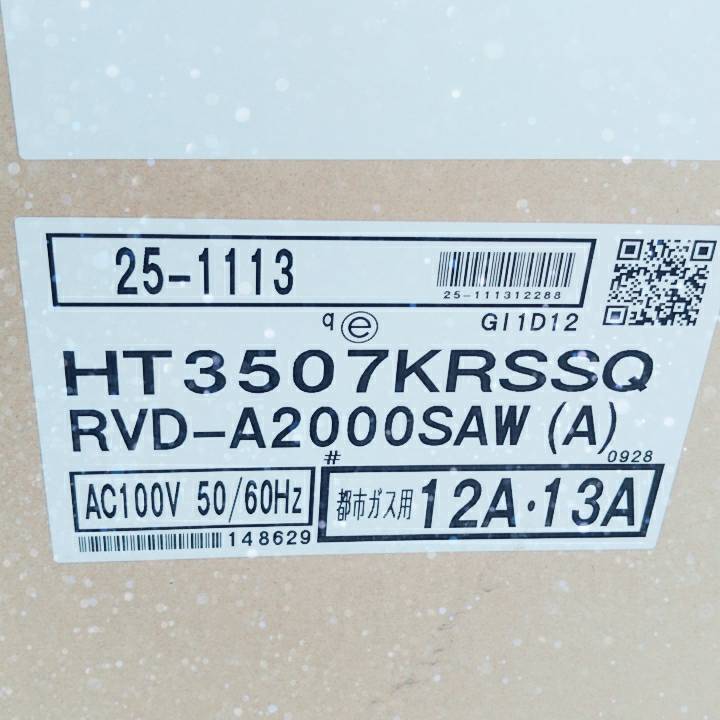 25-1113
25-111312288
q e GI1D12
HT3507KRSSQ
RVD-A2000SAW (A)
# 0928
AC100V 50/60Hz
都市ガス用 12A・13A
148629